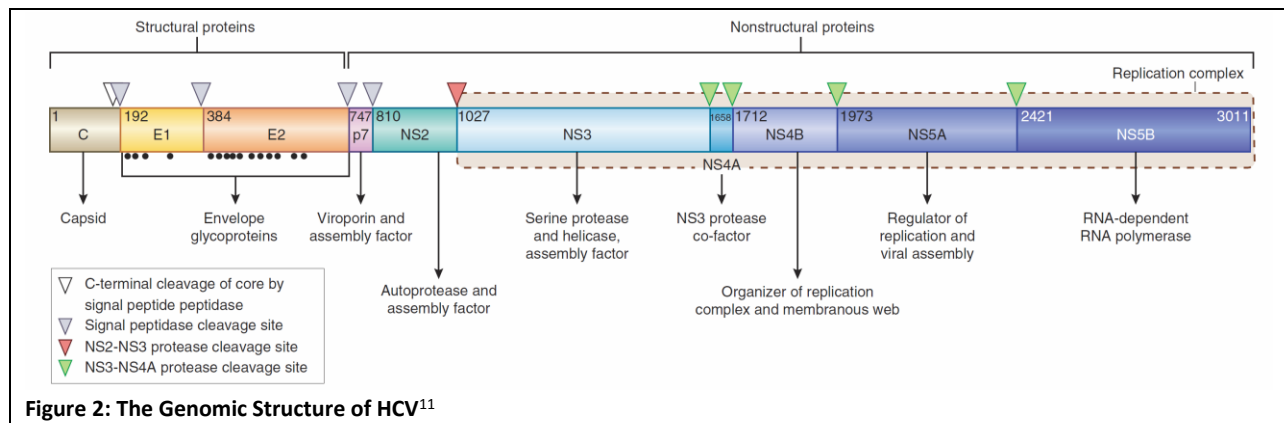 Structural proteins
Nonstructural proteins
Replication complex
1 192 384 747 810 1027 1658 1712 1973 2421 3011
C E1 E2 p7 NS2 NS3 NS4B NS5A NS5B
NS4A
Capsid
Envelope
glycoproteins
Viroporin and
assembly factor
Autoprotease and
assembly factor
Serine protease
and helicase,
assembly factor
NS3 protease
co-factor
Organizer of replication
complex and membranous web
Regulator of
replication and
viral assembly
RNA-dependent
RNA polymerase
C-terminal cleavage of core by
signal peptide peptidase
Signal peptidase cleavage site
NS2-NS3 protease cleavage site
NS3-NS4A protease cleavage site
Figure 2: The Genomic Structure of HCV11